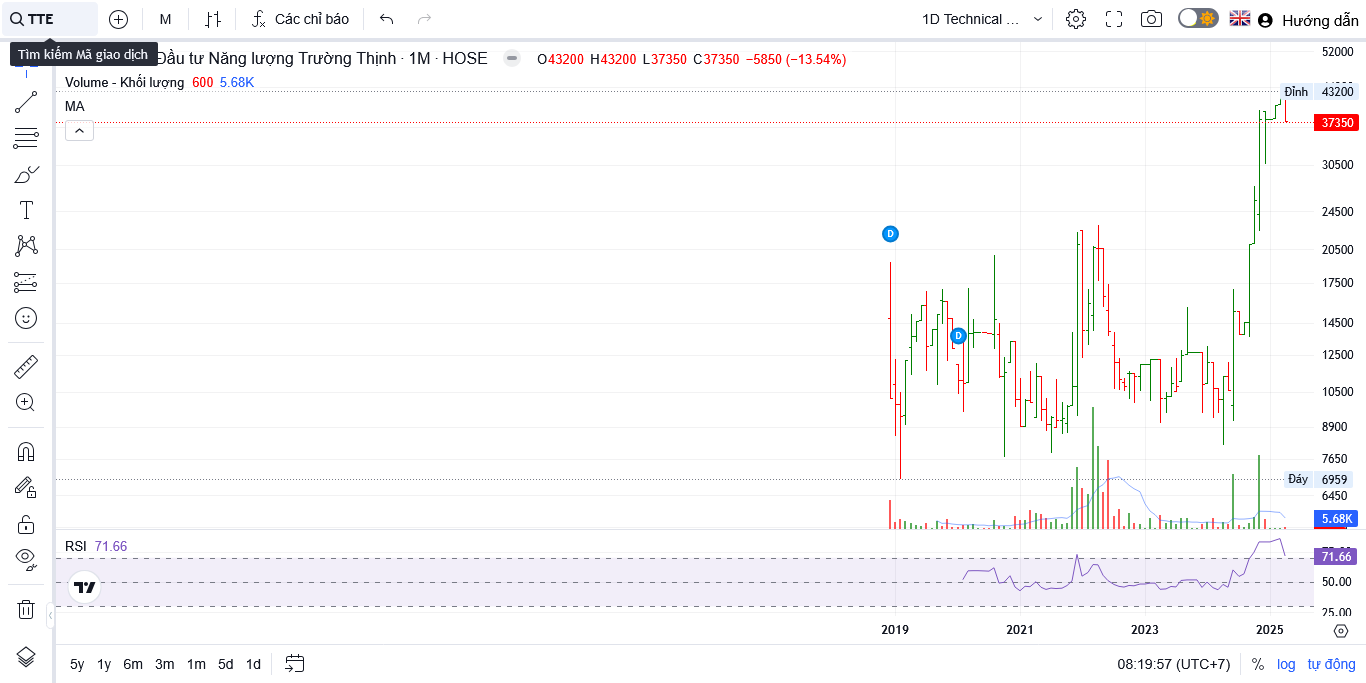 TTE
M
Các chỉ báo
1D Technical ...
Hướng dẫn
Tìm kiếm Mã giao dịch
Đầu tư Năng lượng Trường Thịnh · 1M · HOSE
O43200 H43200 L37350 C37350 −5850 (−13.54%)
Volume - Khối lượng 600 5.68K
MA
52000
Đỉnh 43200
37350
30500
24500
20500
17500
14500
12500
10500
8900
7650
Đáy 6959
6450
5.68K
D
D
RSI 71.66
71.66
50.00
25.00
2019 2021 2023 2025
5y 1y 6m 3m 1m 5d 1d
08:19:57 (UTC+7)
%
log
tự động